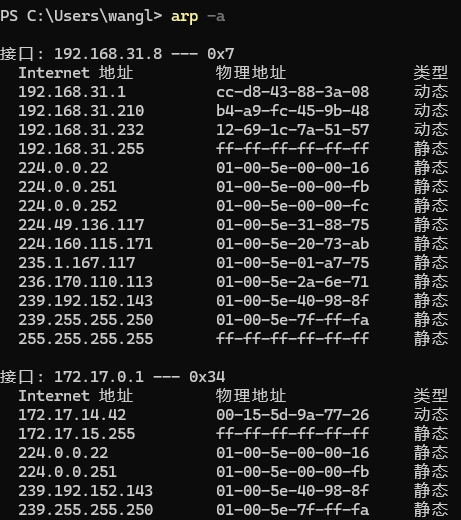 PS C:\Users\wangl> arp -a
接口: 192.168.31.8 --- 0x7
Internet 地址 物理地址 类型
192.168.31.1 cc-d8-43-88-3a-08 动态
192.168.31.210 b4-a9-fc-45-9b-48 动态
192.168.31.232 12-69-1c-7a-51-57 动态
192.168.31.255 ff-ff-ff-ff-ff-ff 静态
224.0.0.22 01-00-5e-00-00-16 静态
224.0.0.251 01-00-5e-00-00-fb 静态
224.0.0.252 01-00-5e-00-00-fc 静态
224.49.136.117 01-00-5e-31-88-75 静态
224.160.115.171 01-00-5e-20-73-ab 静态
235.1.167.117 01-00-5e-01-a7-75 静态
236.170.110.113 01-00-5e-2a-6e-71 静态
239.192.152.143 01-00-5e-40-98-8f 静态
239.255.255.250 01-00-5e-7f-ff-fa 静态
255.255.255.255 ff-ff-ff-ff-ff-ff 静态
接口: 172.17.0.1 --- 0x34
Internet 地址 物理地址 类型
172.17.14.42 00-15-5d-9a-77-26 动态
172.17.15.255 ff-ff-ff-ff-ff-ff 静态
224.0.0.22 01-00-5e-00-00-16 静态
224.0.0.251 01-00-5e-00-00-fb 静态
239.192.152.143 01-00-5e-40-98-8f 静态
239.255.255.250 01-00-5e-7f-ff-fa 静态